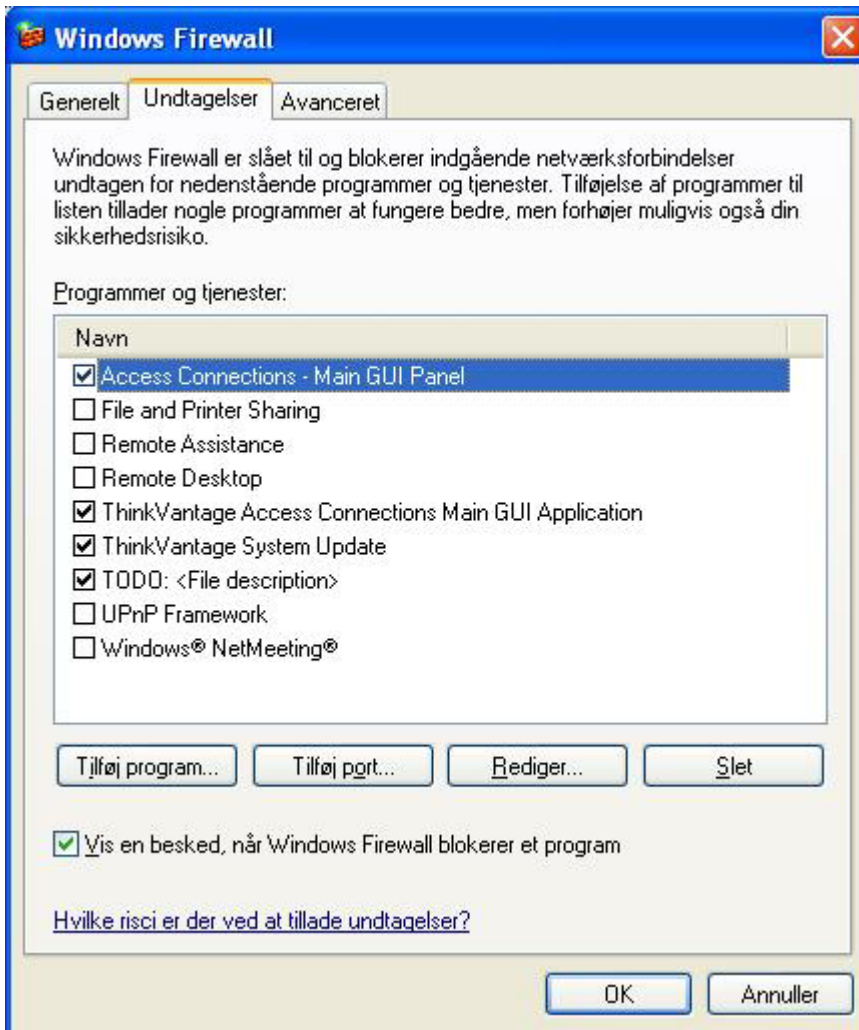 Windows Firewall
Generelt
Undtagelser
Avanceret
Windows Firewall er slået til og blokerer indgående netværksforbindelser
undtagen for nedenstående programmer og tjenester. Tilføjelse af programmer til
listen tillader nogle programmer at fungere bedre, men forhøjer muligvis også din
sikkerhedsrisiko.
Programmer og tjenester:
Navn
Access Connections - Main GUI Panel
File and Printer Sharing
Remote Assistance
Remote Desktop
ThinkVantage Access Connections Main GUI Application
ThinkVantage System Update
TODO: <File description>
UPnP Framework
Windows® NetMeeting®
Tilføj program...
Tilføj port...
Rediger...
Slet
Vis en besked, når Windows Firewall blokerer et program
Hvilke risci er der ved at tillade undtagelser?
OK
Annuller